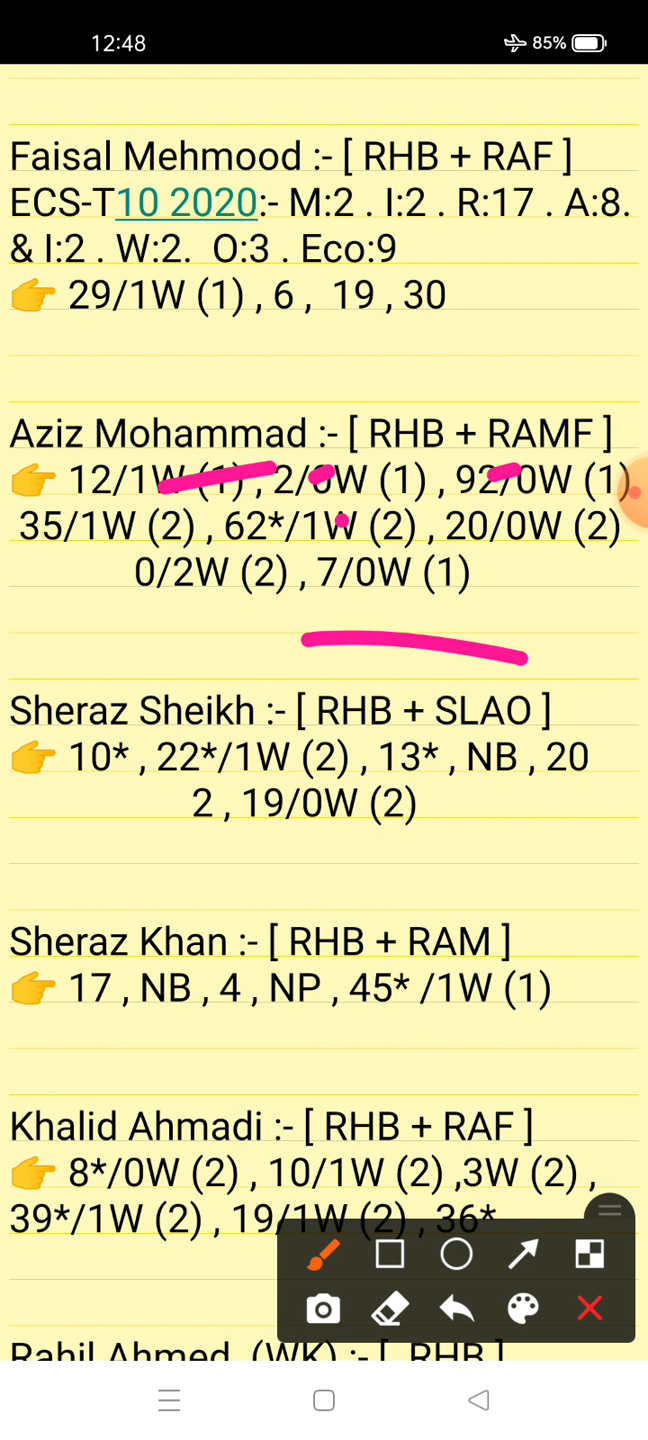 12:48 85%
Faisal Mehmood :- [ RHB + RAF ]
ECS-T10 2020:- M:2 . I:2 . R:17 . A:8.
& I:2 . W:2. O:3 . Eco:9
👉 29/1W (1) , 6 , 19 , 30
Aziz Mohammad :- [ RHB + RAMF ]
👉 12/1W (1) , 2/0W (1) , 92/0W (1)
35/1W (2) , 62*/1W (2) , 20/0W (2)
0/2W (2) , 7/0W (1)
Sheraz Sheikh :- [ RHB + SLAO ]
👉 10* , 22*/1W (2) , 13* , NB , 20
2 , 19/0W (2)
Sheraz Khan :- [ RHB + RAM ]
👉 17 , NB , 4 , NP , 45* /1W (1)
Khalid Ahmadi :- [ RHB + RAF ]
👉 8*/0W (2) , 10/1W (2) ,3W (2) ,
39*/1W (2) , 19/1W (2) , 36*
Rahil Ahmed (WK) :- [ RHB ]